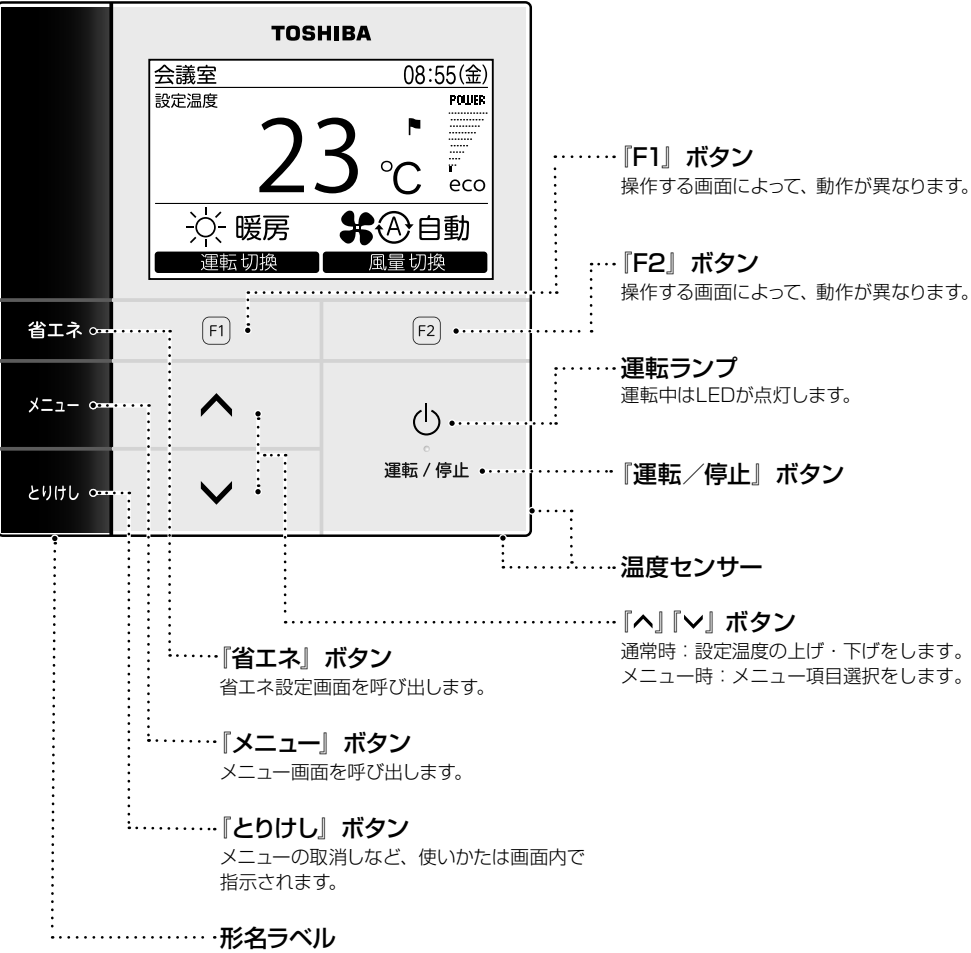 TOSHIBA
会議室 08:55(金)
設定温度 POWER
23 ℃
eco
暖房 A 自動
運転切換 風量切換
省エネ
F1
F2
メニュー
とりけし
運転 / 停止
『F1』 ボタン
操作する画面によって、動作が異なります。
『F2』 ボタン
操作する画面によって、動作が異なります。
運転ランプ
運転中はLEDが点灯します。
『運転／停止』 ボタン
温度センサー
『∧』『∨』 ボタン
通常時：設定温度の上げ・下げをします。
メニュー時：メニュー項目選択をします。
『省エネ』 ボタン
省エネ設定画面を呼び出します。
『メニュー』 ボタン
メニュー画面を呼び出します。
『とりけし』 ボタン
メニューの取消しなど、使いかたは画面内で
指示されます。
形名ラベル